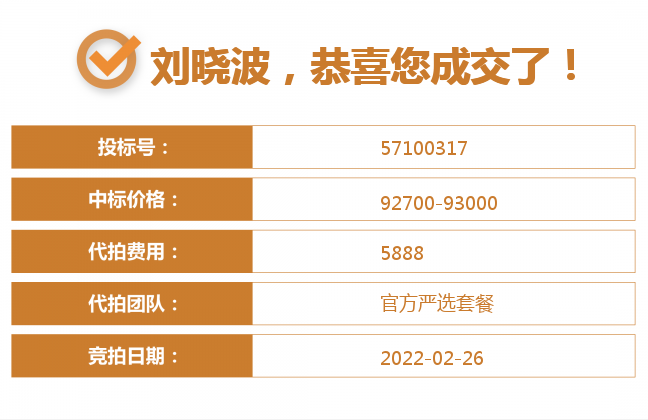 刘晓波，恭喜您成交了！
投标号： 57100317
中标价格： 92700-93000
代拍费用： 5888
代拍团队： 官方严选套餐
竞拍日期： 2022-02-26